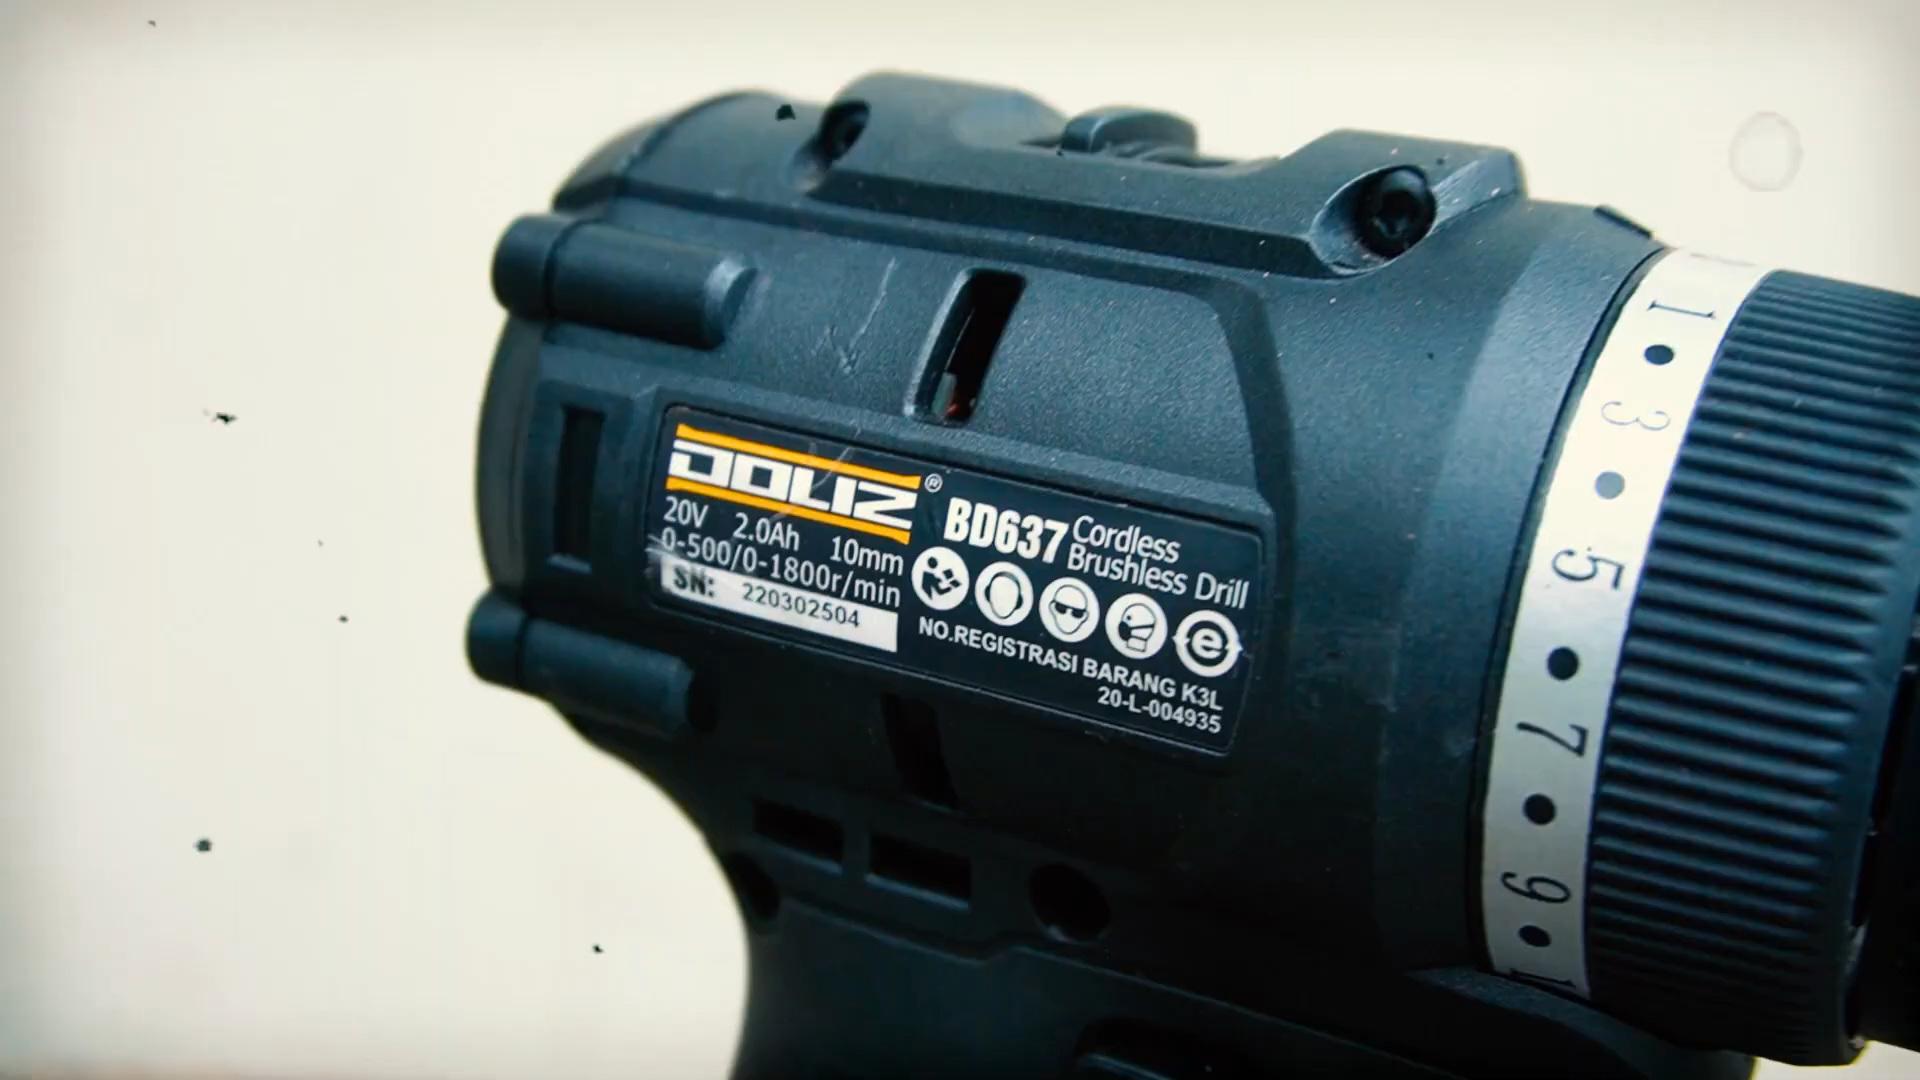 JOLIZ®
20V 2.0Ah 10mm
0-500/0-1800r/min
SN: 220302504
BD637 Cordless
Brushless Drill
NO.REGISTRASI BARANG K3L
20-L-004935
1
3
5
7
9